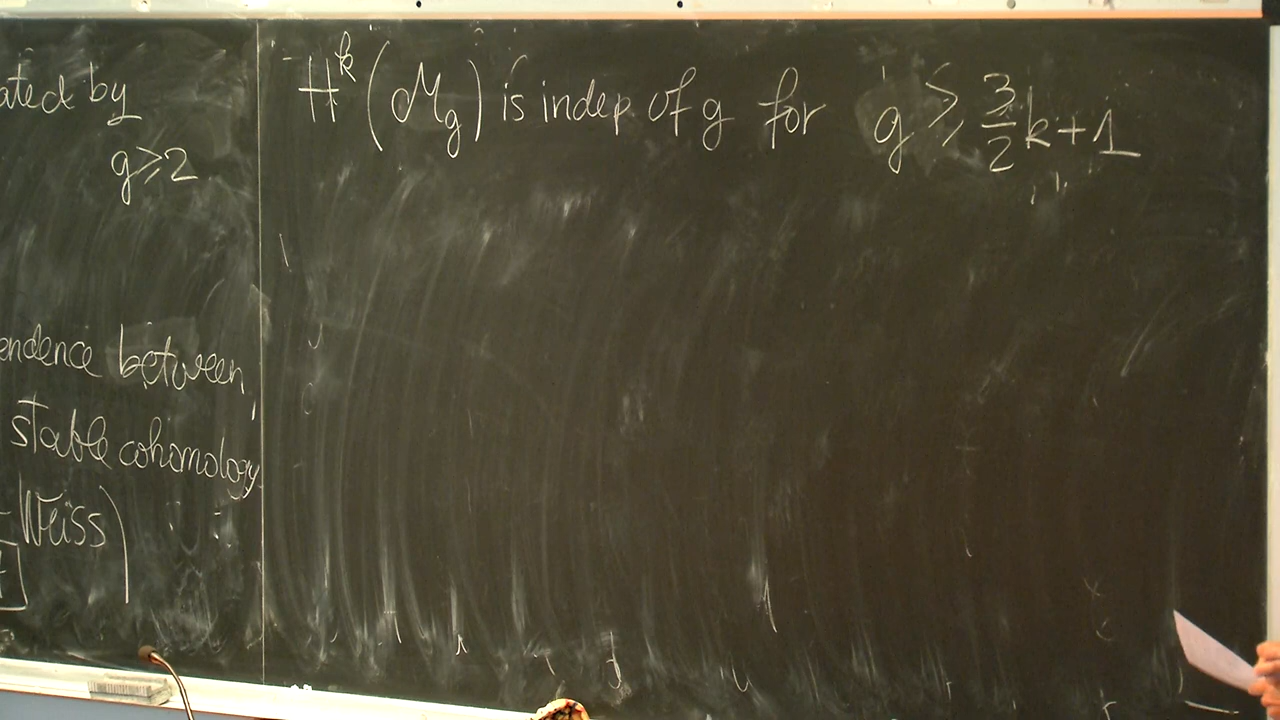 ated by
g ≥ 2
endence between
stable cohomology
-Weiss)
H^k(M_g) is indep of g for g ≥ 3/2 k + 1